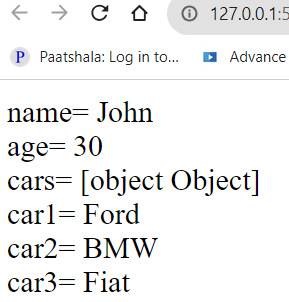 127.0.0.1:5
P Paatshala: Log in to... Advance
name= John
age= 30
cars= [object Object]
car1= Ford
car2= BMW
car3= Fiat